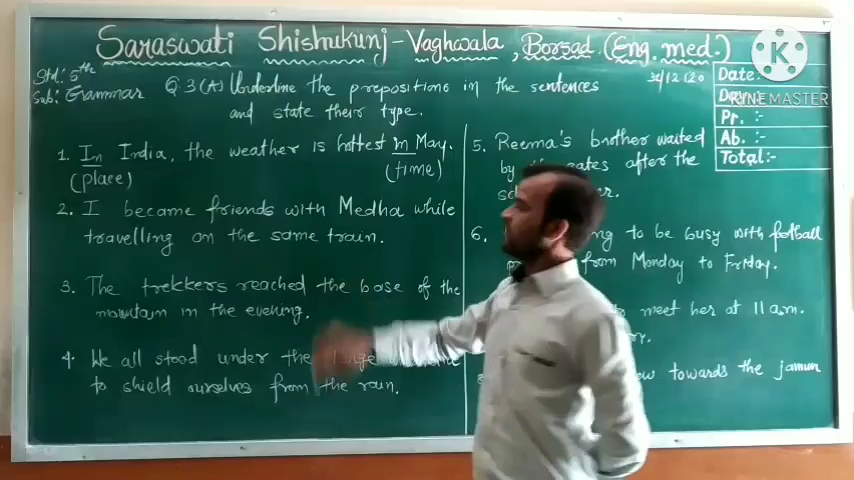 Saraswati Shishukunj-Vaghwala, Borsad. (Eng. med.)
Std: 5th
Sub: Grammar
Q 3 (A) Underline the prepositions in the sentences
and state their type.
/12/20
Date:-
Pr. :-
Ab. :-
Total:-
KINEMASTER
1. In India, the weather is hottest in May.
(place) (time)
2. I became friends with Medha while
travelling on the same train.
3. The trekkers reached the base of the
mountain in the evening.
4. We all stood under the
to shield ourselves from the rain.
5. Reema's brother waited
by after the
6. to be busy with football
from Monday to Friday.
meet her at 11 a.m.
towards the jamun